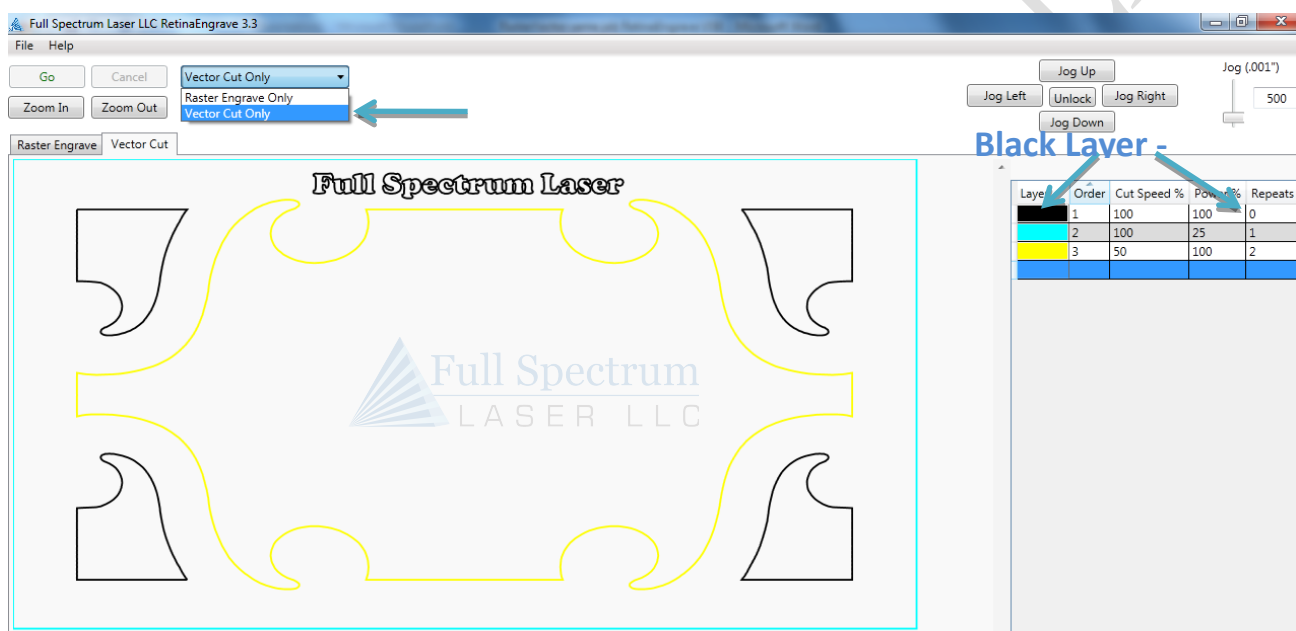 Full Spectrum Laser LLC RetinaEngrave 3.3
File Help
Go Cancel Vector Cut Only
Raster Engrave Only
Zoom In Zoom Out Vector Cut Only
Jog Up Jog (.001")
Jog Left Unlock Jog Right 500
Jog Down
Raster Engrave Vector Cut
Black Layer -
Full Spectrum Laser
Laye Order Cut Speed % Power % Repeats
1 100 100 0
2 100 25 1
3 50 100 2
Full Spectrum
LASER LLC